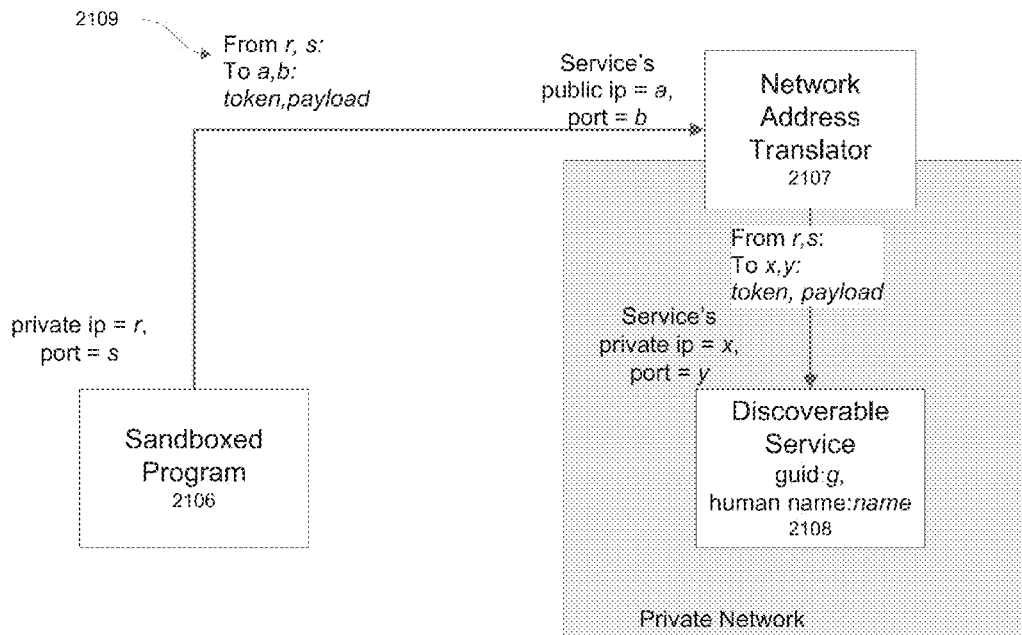 2109
From r, s:
To a,b:
token,payload
Service's
public ip = a,
port = b
Network
Address
Translator
2107
From r,s:
To x,y:
token, payload
private ip = r,
port = s
Service's
private ip = x,
port = y
Sandboxed
Program
2106
Discoverable
Service
guid:g,
human name:name
2108
Private Network